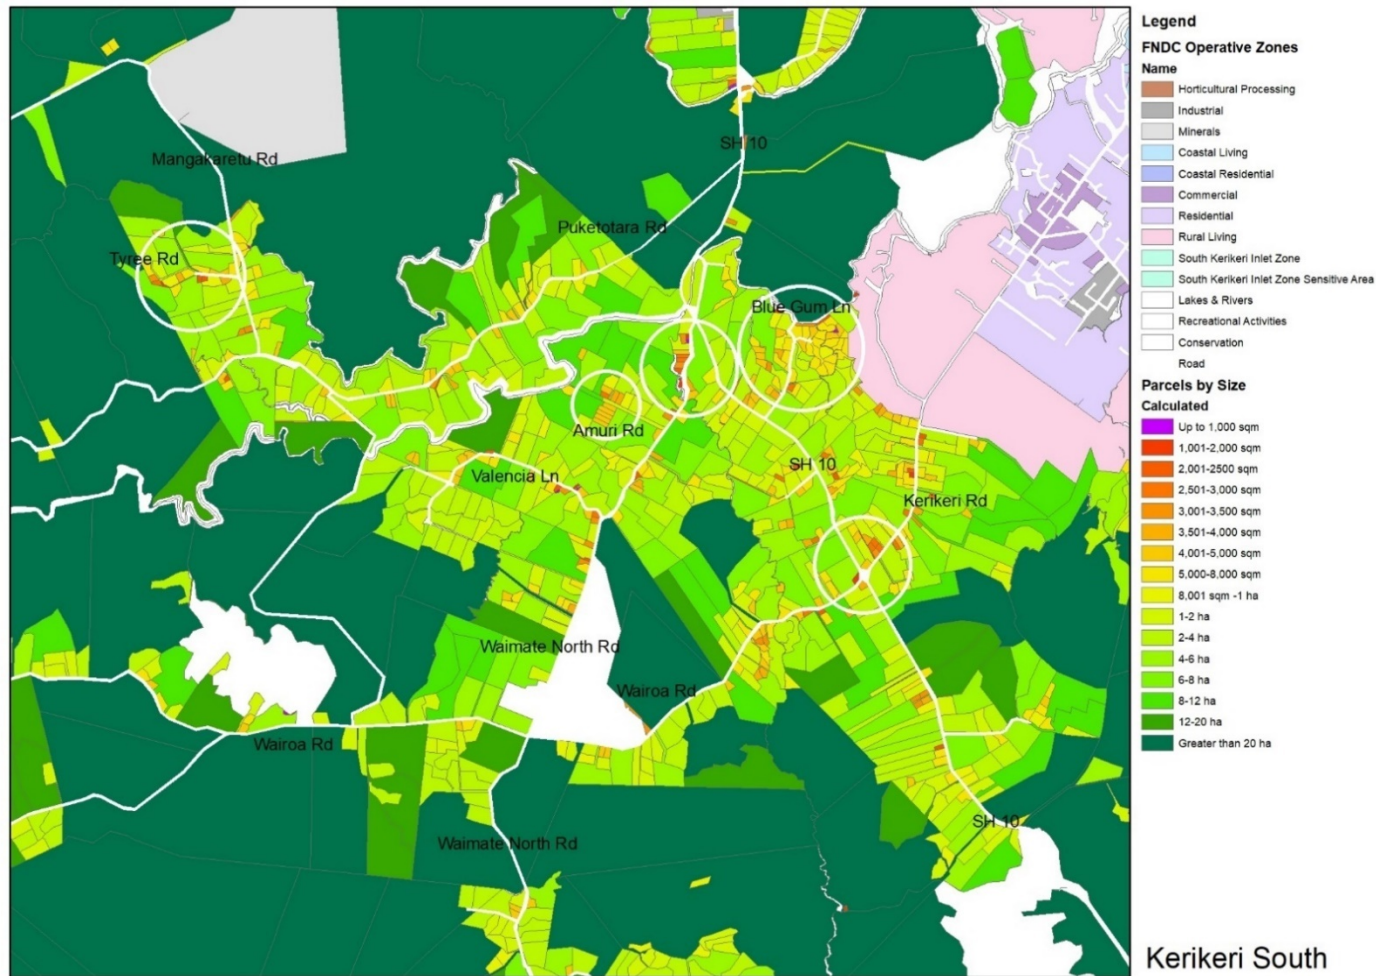 Legend
FNDC Operative Zones
Name
Horticultural Processing
Industrial
Minerals
Coastal Living
Coastal Residential
Commercial
Residential
Rural Living
South Kerikeri Inlet Zone
South Kerikeri Inlet Zone Sensitive Area
Lakes & Rivers
Recreational Activities
Conservation
Road
Parcels by Size
Calculated
Up to 1,000 sqm
1,001-2,000 sqm
2,001-2500 sqm
2,501-3,000 sqm
3,001-3,500 sqm
3,501-4,000 sqm
4,001-5,000 sqm
5,000-8,000 sqm
8,001 sqm -1 ha
1-2 ha
2-4 ha
4-6 ha
6-8 ha
8-12 ha
12-20 ha
Greater than 20 ha
SH 10
Mangakaretu Rd
Puketotara Rd
Tyree Rd
Blue Gum Ln
Amuri Rd
SH 10
Valencia Ln
Kerikeri Rd
Waimate North Rd
Wairoa Rd
Wairoa Rd
SH 10
Waimate North Rd
Kerikeri South